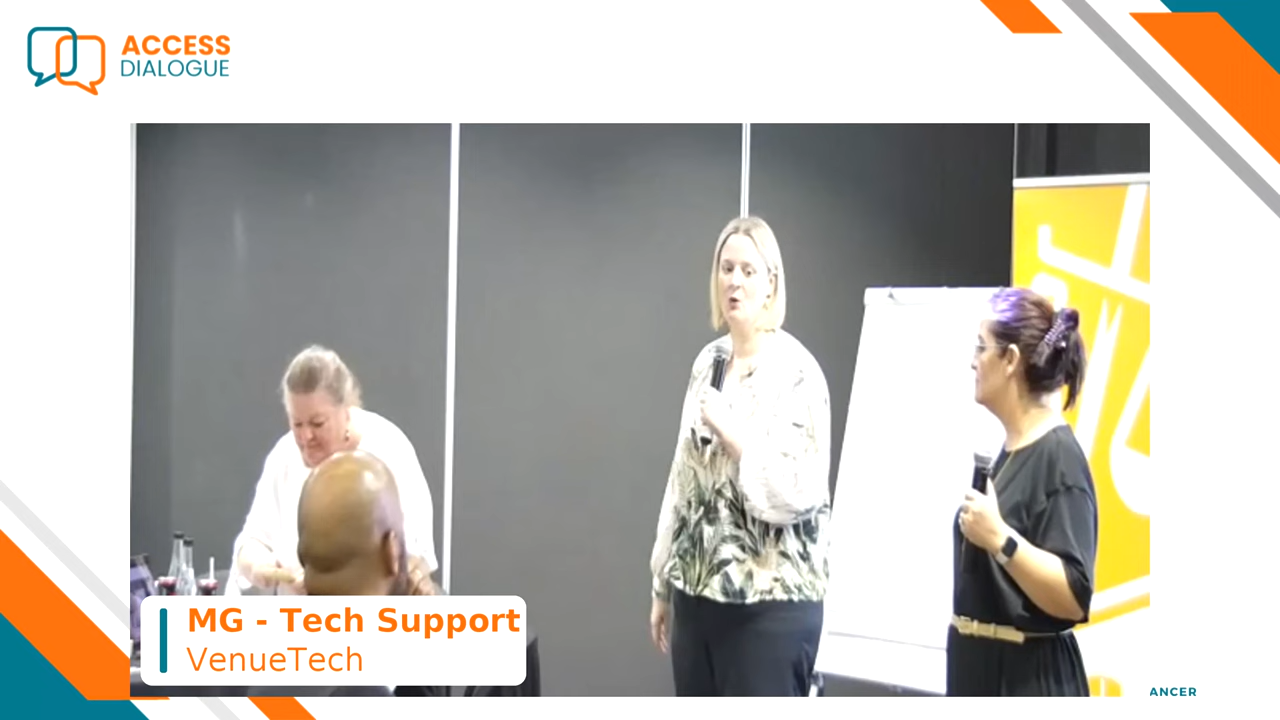 ACCESS
DIALOGUE
MG - Tech Support
VenueTech
ANCER